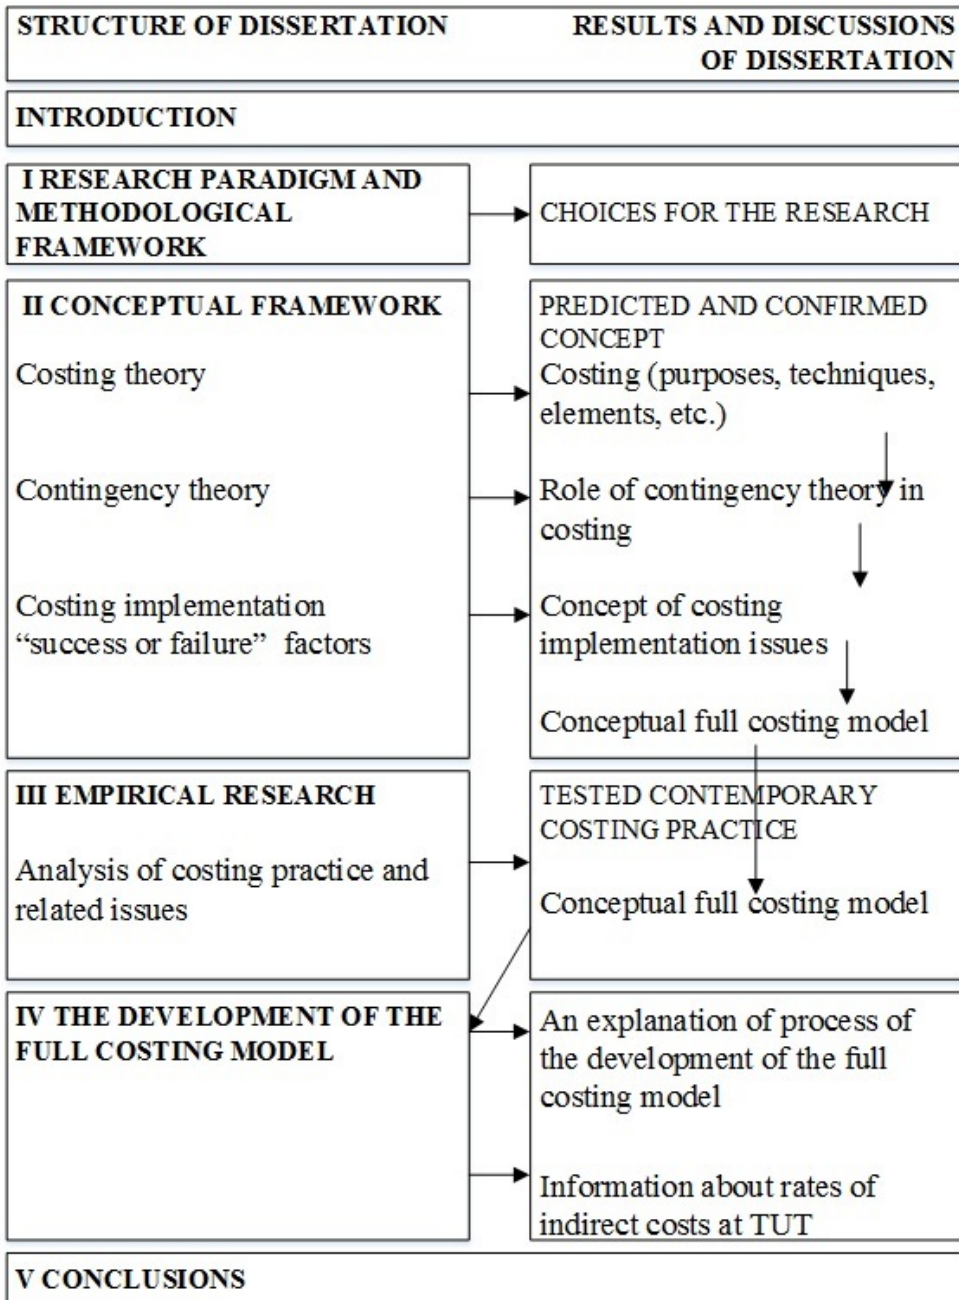 STRUCTURE OF DISSERTATION
RESULTS AND DISCUSSIONS
OF DISSERTATION
INTRODUCTION
I RESEARCH PARADIGM AND
METHODOLOGICAL
FRAMEWORK
CHOICES FOR THE RESEARCH
II CONCEPTUAL FRAMEWORK
Costing theory
Contingency theory
Costing implementation
“success or failure” factors
PREDICTED AND CONFIRMED
CONCEPT
Costing (purposes, techniques,
elements, etc.)
Role of contingency theory in
costing
Concept of costing
implementation issues
Conceptual full costing model
III EMPIRICAL RESEARCH
Analysis of costing practice and
related issues
TESTED CONTEMPORARY
COSTING PRACTICE
Conceptual full costing model
IV THE DEVELOPMENT OF THE
FULL COSTING MODEL
An explanation of process of
the development of the full
costing model
Information about rates of
indirect costs at TUT
V CONCLUSIONS